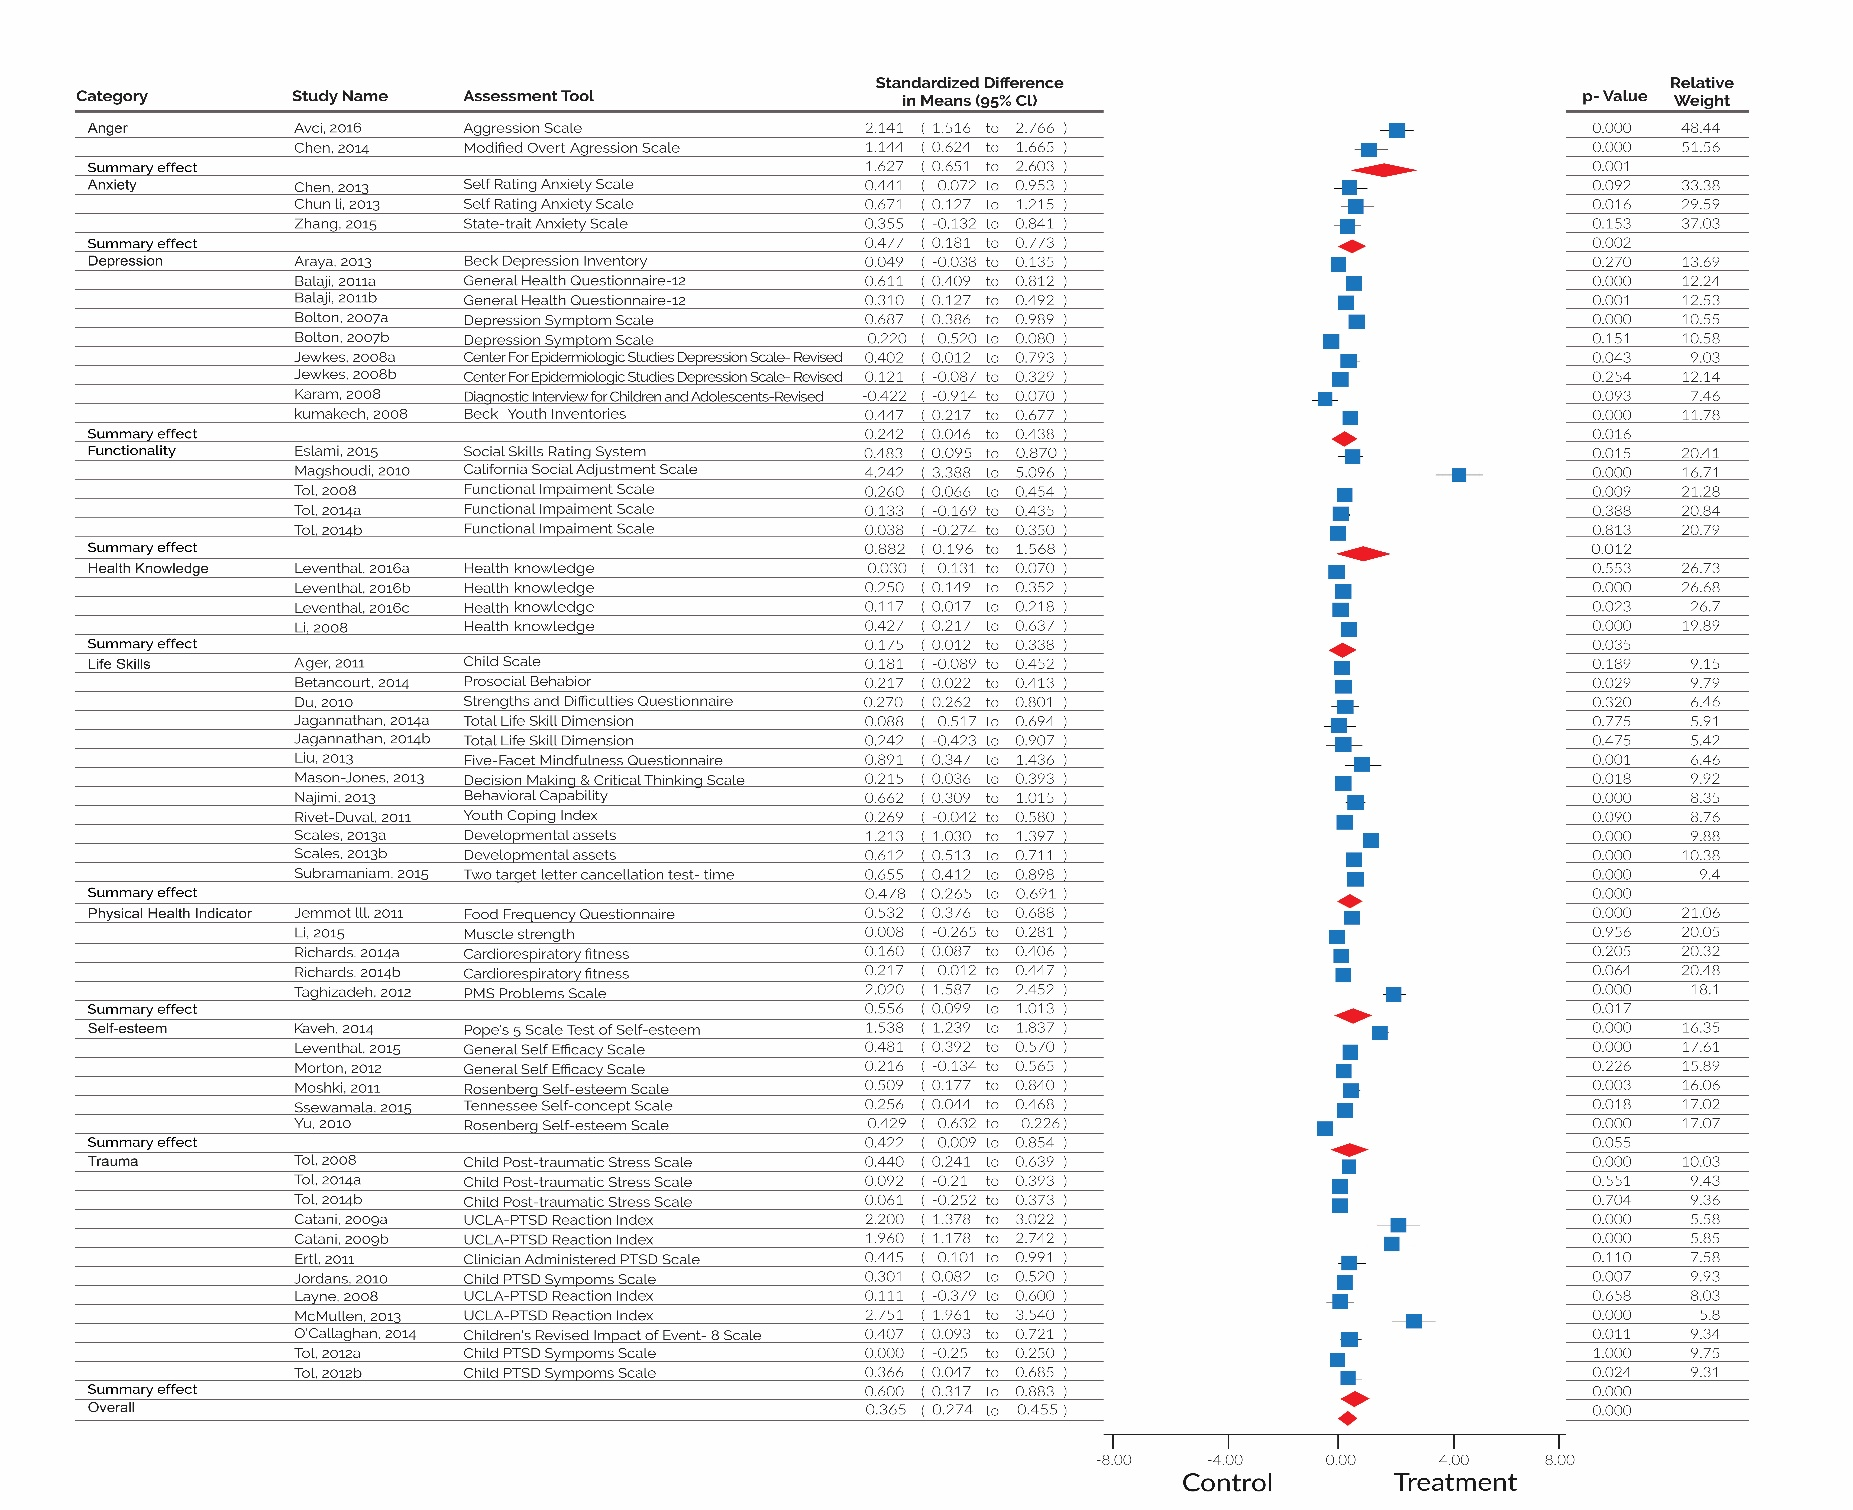 Category Study Name Assessment Tool Standardized Difference in Means (95% CI) p- Value Relative Weight
Anger Avci, 2016 Aggression Scale 2.141 ( 1.516 to 2.766 ) 0.000 48.44
Chen, 2014 Modified Overt Agression Scale 1.144 ( 0.624 to 1.665 ) 0.000 51.56
Summary effect 1.627 ( 0.651 to 2.603 ) 0.001
Anxiety Chen, 2013 Self Rating Anxiety Scale 0.441 ( 0.072 to 0.953 ) 0.092 33.38
Chun li, 2013 Self Rating Anxiety Scale 0.671 ( 0.127 to 1.215 ) 0.016 29.59
Zhang, 2015 State-trait Anxiety Scale 0.355 ( -0.132 to 0.841 ) 0.153 37.03
Summary effect 0.477 ( 0.181 to 0.773 ) 0.002
Depression Araya, 2013 Beck Depression Inventory 0.049 ( -0.038 to 0.135 ) 0.270 13.69
Balaji, 2011a General Health Questionnaire-12 0.611 ( 0.409 to 0.812 ) 0.000 12.24
Balaji, 2011b General Health Questionnaire-12 0.310 ( 0.127 to 0.492 ) 0.001 12.53
Bolton, 2007a Depression Symptom Scale 0.687 ( 0.386 to 0.989 ) 0.000 10.55
Bolton, 2007b Depression Symptom Scale 0.220 ( 0.520 to 0.080 ) 0.151 10.58
Jewkes, 2008a Center For Epidemiologic Studies Depression Scale- Revised 0.402 ( 0.012 to 0.793 ) 0.043 9.03
Jewkes, 2008b Center For Epidemiologic Studies Depression Scale- Revised 0.121 ( -0.087 to 0.329 ) 0.254 12.14
Karam, 2008 Diagnostic Interview for Children and Adolescents-Revised -0.422 ( -0.914 to 0.070 ) 0.093 7.46
kumakech, 2008 Beck Youth Inventories 0.447 ( 0.217 to 0.677 ) 0.000 11.78
Summary effect 0.242 ( 0.046 to 0.438 ) 0.016
Functionality Eslami, 2015 Social Skills Rating System 0.483 ( 0.095 to 0.870 ) 0.015 20.41
Magshoudi, 2010 California Social Adjustment Scale 4.242 ( 3.388 to 5.096 ) 0.000 16.71
Tol, 2008 Functional Impaiment Scale 0.260 ( 0.066 to 0.454 ) 0.009 21.28
Tol, 2014a Functional Impaiment Scale 0.133 ( -0.169 to 0.435 ) 0.388 20.84
Tol, 2014b Functional Impaiment Scale 0.038 ( -0.274 to 0.350 ) 0.813 20.79
Summary effect 0.882 ( 0.196 to 1.568 ) 0.012
Health Knowledge Leventhal, 2016a Health knowledge 0.030 ( 0.131 to 0.070 ) 0.553 26.73
Leventhal, 2016b Health knowledge 0.250 ( 0.149 to 0.352 ) 0.000 26.68
Leventhal, 2016c Health knowledge 0.117 ( 0.017 to 0.218 ) 0.023 26.7
Li, 2008 Health knowledge 0.427 ( 0.217 to 0.637 ) 0.000 19.89
Summary effect 0.175 ( 0.012 to 0.338 ) 0.035
Life Skills Ager, 2011 Child Scale 0.181 ( -0.089 to 0.452 ) 0.189 9.15
Betancourt, 2014 Prosocial Behabior 0.217 ( 0.022 to 0.413 ) 0.029 9.79
Du, 2010 Strengths and Difficulties Questionnaire 0.270 ( 0.262 to 0.801 ) 0.320 6.46
Jagannathan, 2014a Total Life Skill Dimension 0.088 ( 0.517 to 0.694 ) 0.775 5.91
Jagannathan, 2014b Total Life Skill Dimension 0.242 ( -0.423 to 0.907 ) 0.475 5.42
Liu, 2013 Five-Facet Mindfulness Questionnaire 0.891 ( 0.347 to 1.436 ) 0.001 6.46
Mason-Jones, 2013 Decision Making & Critical Thinking Scale 0.215 ( 0.036 to 0.393 ) 0.018 9.92
Najimi, 2013 Behavioral Capability 0.662 ( 0.309 to 1.015 ) 0.000 8.35
Rivet-Duval, 2011 Youth Coping Index 0.269 ( -0.042 to 0.580 ) 0.090 8.76
Scales, 2013a Developmental assets 1.213 ( 1.030 to 1.397 ) 0.000 9.88
Scales, 2013b Developmental assets 0.612 ( 0.513 to 0.711 ) 0.000 10.38
Subramaniam, 2015 Two target letter cancellation test- time 0.655 ( 0.412 to 0.898 ) 0.000 9.4
Summary effect 0.478 ( 0.265 to 0.691 ) 0.000
Physical Health Indicator Jemmot lll, 2011 Food Frequency Questionnaire 0.532 ( 0.376 to 0.688 ) 0.000 21.06
Li, 2015 Muscle strength 0.008 ( -0.265 to 0.281 ) 0.956 20.05
Richards, 2014a Cardiorespiratory fitness 0.160 ( 0.087 to 0.406 ) 0.205 20.32
Richards, 2014b Cardiorespiratory fitness 0.217 ( 0.012 to 0.447 ) 0.064 20.48
Taghizadeh, 2012 PMS Problems Scale 2.020 ( 1.587 to 2.452 ) 0.000 18.1
Summary effect 0.556 ( 0.099 to 1.013 ) 0.017
Self-esteem Kaveh, 2014 Pope's 5 Scale Test of Self-esteem 1.538 ( 1.239 to 1.837 ) 0.000 16.35
Leventhal, 2015 General Self Efficacy Scale 0.481 ( 0.392 to 0.570 ) 0.000 17.61
Morton, 2012 General Self Efficacy Scale 0.216 ( -0.134 to 0.565 ) 0.226 15.89
Moshki, 2011 Rosenberg Self-esteem Scale 0.509 ( 0.177 to 0.840 ) 0.003 16.06
Ssewamala, 2015 Tennessee Self-concept Scale 0.256 ( 0.044 to 0.468 ) 0.018 17.02
Yu, 2010 Rosenberg Self-esteem Scale 0.429 ( 0.632 to 0.226) 0.000 17.07
Summary effect 0.422 ( 0.009 to 0.854 ) 0.055
Trauma Tol, 2008 Child Post-traumatic Stress Scale 0.440 ( 0.241 to 0.639 ) 0.000 10.03
Tol, 2014a Child Post-traumatic Stress Scale 0.092 ( -0.21 to 0.393 ) 0.551 9.43
Tol, 2014b Child Post-traumatic Stress Scale 0.061 ( -0.252 to 0.373 ) 0.704 9.36
Catani, 2009a UCLA-PTSD Reaction Index 2.200 ( 1.378 to 3.022 ) 0.000 5.58
Catani, 2009b UCLA-PTSD Reaction Index 1.960 ( 1.178 to 2.742 ) 0.000 5.85
Ertl, 2011 Clinician Administered PTSD Scale 0.445 ( 0.101 to 0.991 ) 0.110 7.58
Jordans, 2010 Child PTSD Sympoms Scale 0.301 ( 0.082 to 0.520 ) 0.007 9.93
Layne, 2008 UCLA-PTSD Reaction Index 0.111 ( -0.379 to 0.600 ) 0.658 8.03
McMullen, 2013 UCLA-PTSD Reaction Index 2.751 ( 1.961 to 3.540 ) 0.000 5.8
O'Callaghan, 2014 Children's Revised Impact of Event- 8 Scale 0.407 ( 0.093 to 0.721 ) 0.011 9.34
Tol, 2012a Child PTSD Sympoms Scale 0.000 ( -0.25 to 0.250 ) 1.000 9.75
Tol, 2012b Child PTSD Sympoms Scale 0.366 ( 0.047 to 0.685 ) 0.024 9.31
Summary effect 0.600 ( 0.317 to 0.883 ) 0.000
Overall 0.365 ( 0.274 to 0.455 ) 0.000
-8.00 -4.00 0.00 4.00 8.00
Control Treatment